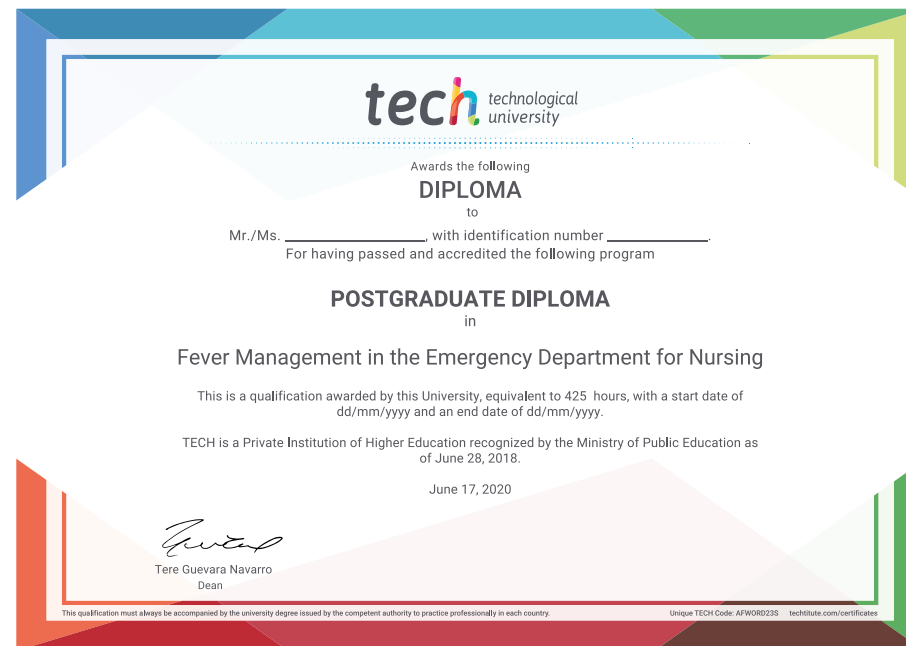 tech technological
university
Awards the following
DIPLOMA
to
Mr./Ms. ____________________, with identification number ______________.
For having passed and accredited the following program
POSTGRADUATE DIPLOMA
in
Fever Management in the Emergency Department for Nursing
This is a qualification awarded by this University, equivalent to 425 hours, with a start date of
dd/mm/yyyy and an end date of dd/mm/yyyy.
TECH is a Private Institution of Higher Education recognized by the Ministry of Public Education as
of June 28, 2018.
June 17, 2020
Tere Guevara Navarro
Dean
This qualification must always be accompanied by the university degree issued by the competent authority to practice professionally in each country. Unique TECH Code: AFWORD23S techtitute.com/certificates